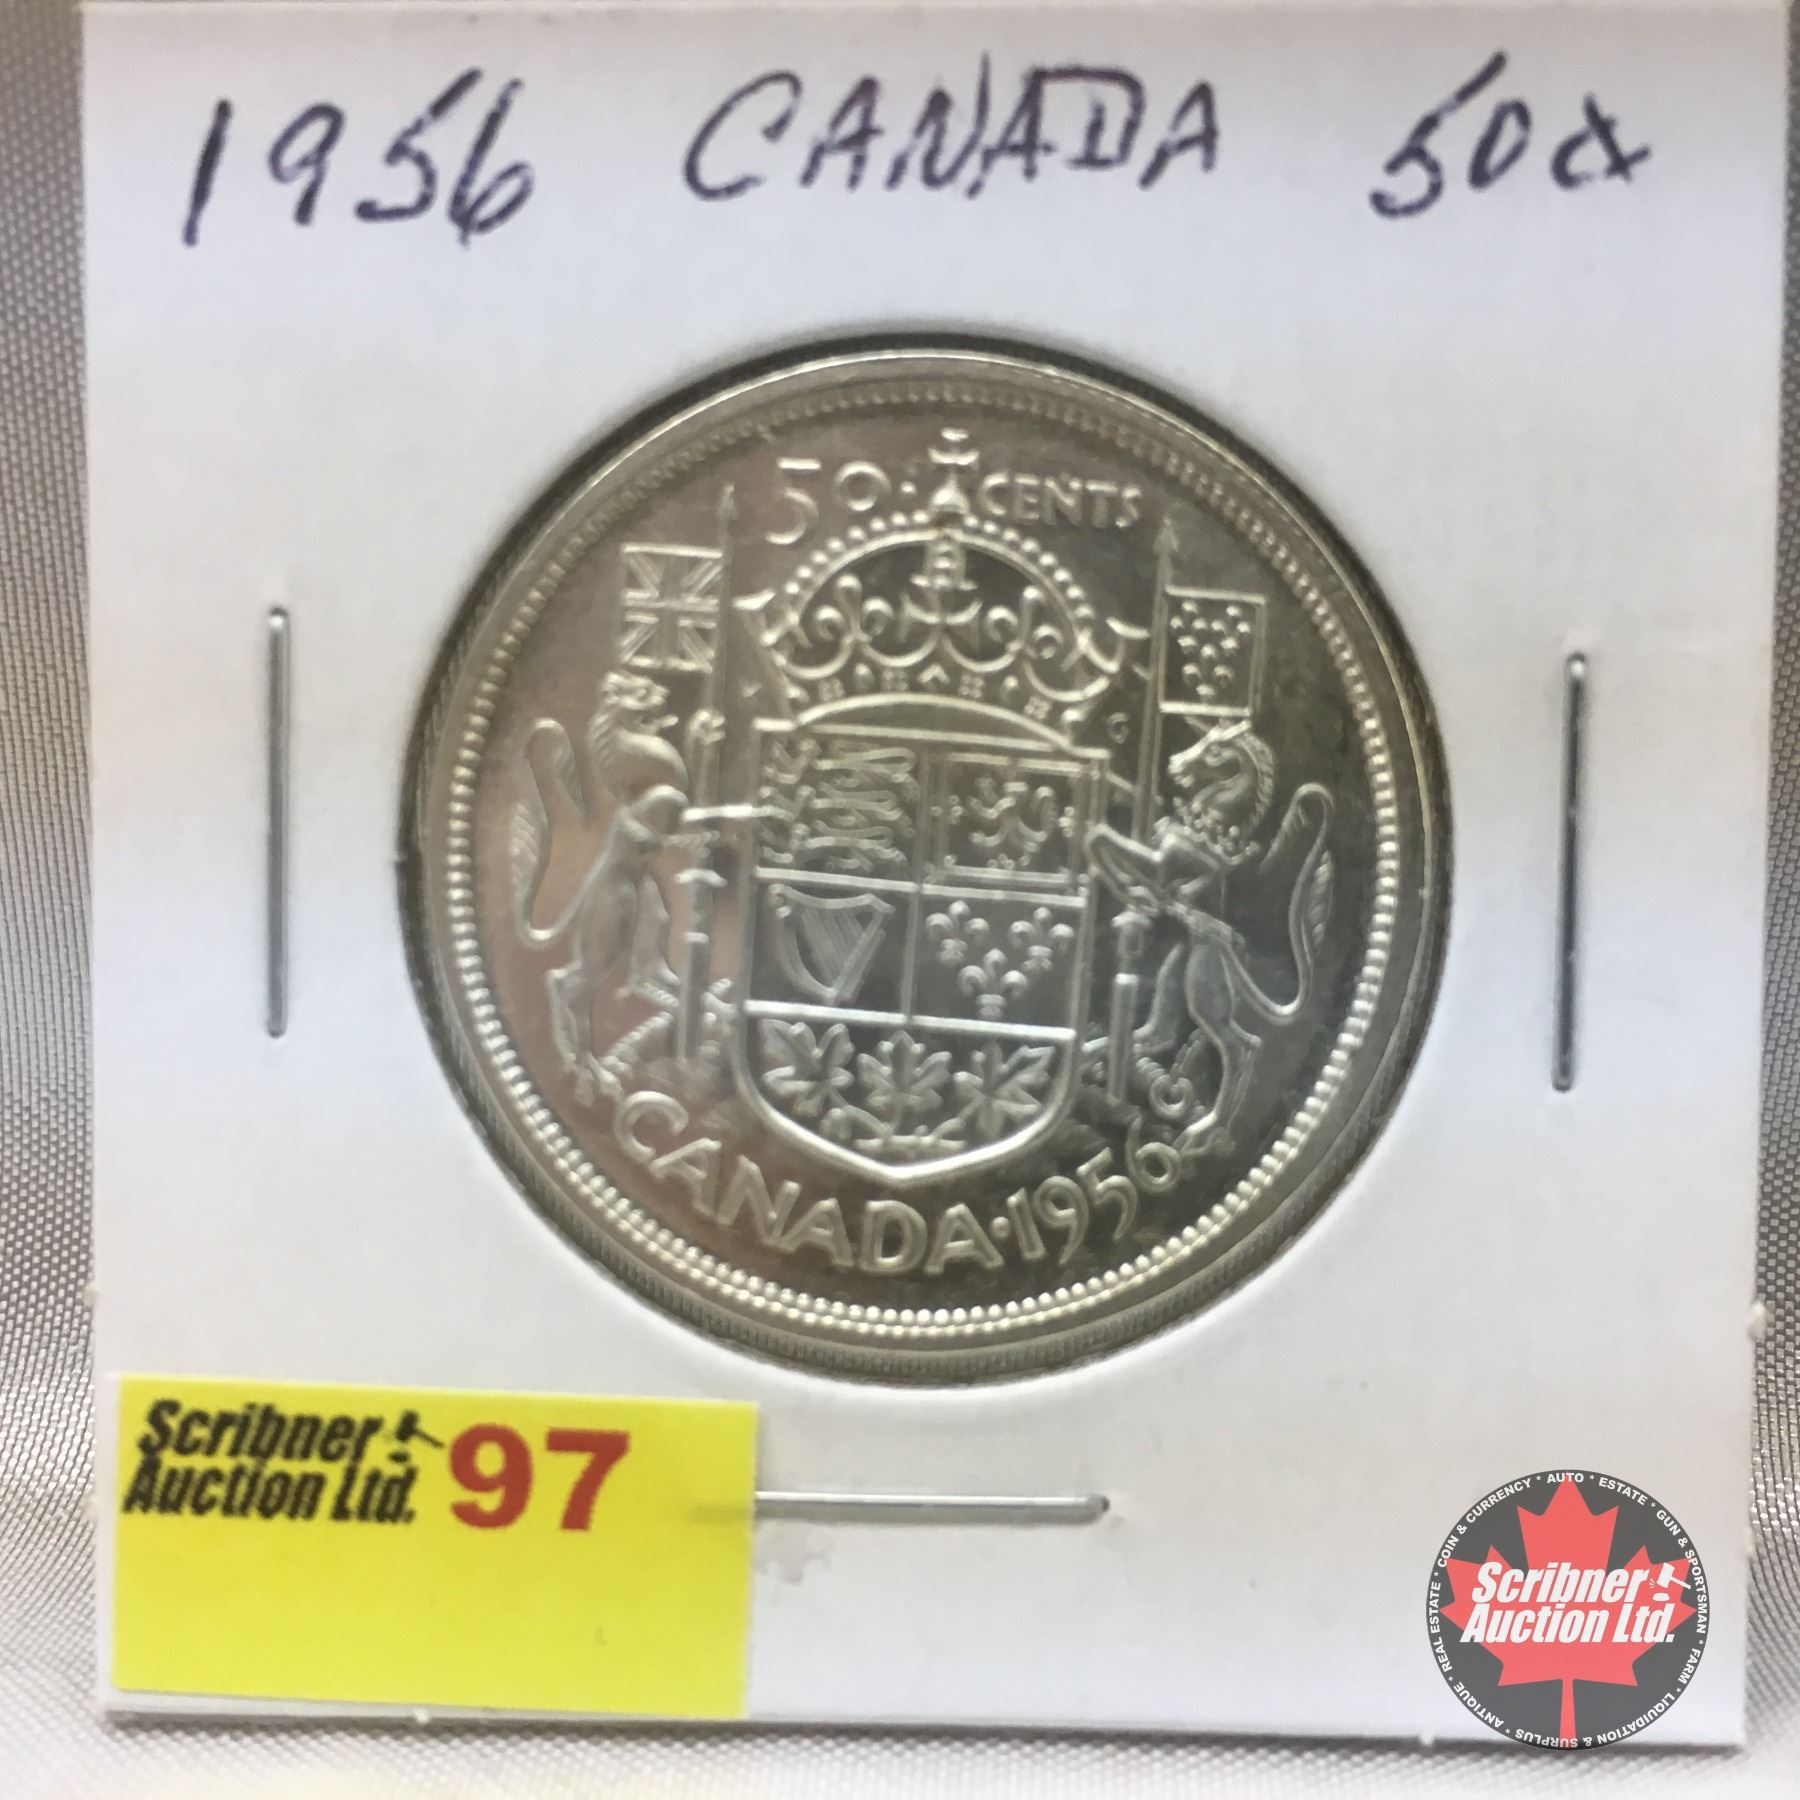 1956 CANADA 50¢
50 · CENTS
CANADA · 1956
Scribner
Auction Ltd. 97
Scribner
Auction Ltd.
REAL ESTATE * COIN & CURRENCY * AUTO * ESTATE * GUN & SPORTSMAN * FARM * LIQUIDATION & SURPLUS * ANTIQUE *